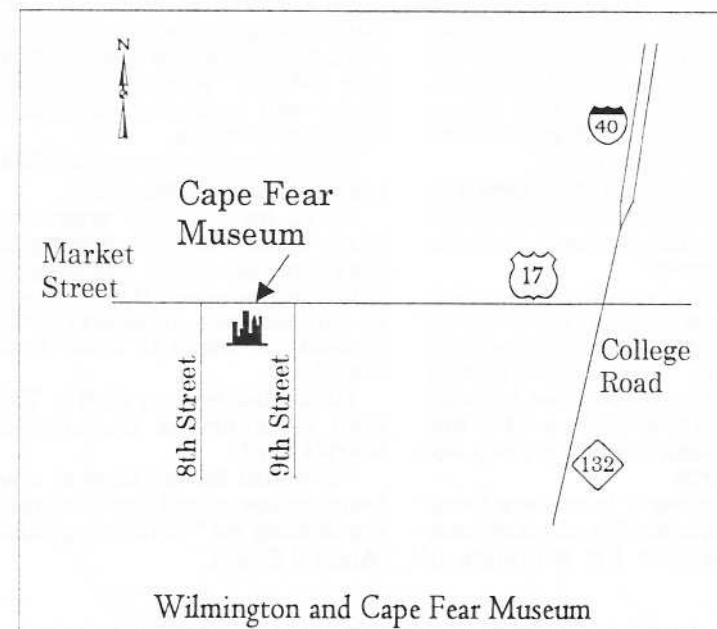 N
40
Cape Fear
Museum
Market
Street
17
8th Street
9th Street
College
Road
132
Wilmington and Cape Fear Museum